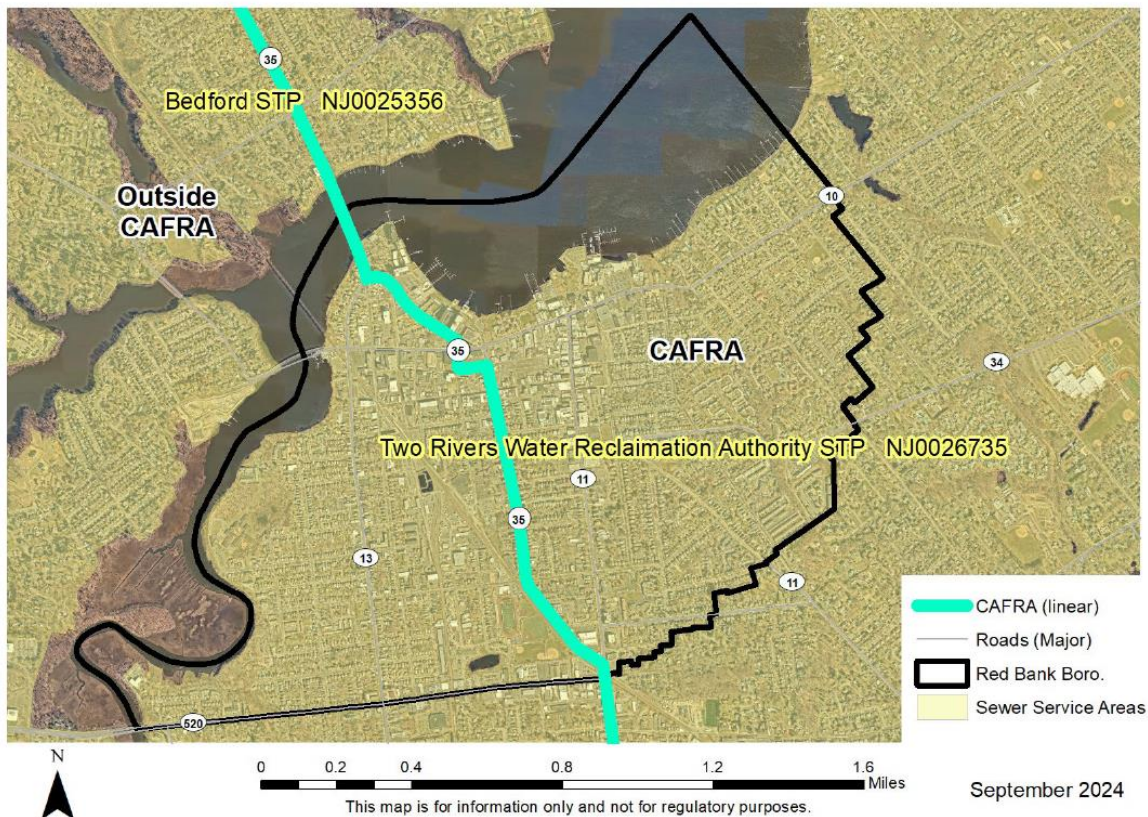 35
Bedford STP NJ0025356
Outside
CAFRA
10
35
CAFRA
34
Two Rivers Water Reclaimation Authority STP NJ0026735
11
35
13
11
520
CAFRA (linear)
Roads (Major)
Red Bank Boro.
Sewer Service Areas
N
0 0.2 0.4 0.8 1.2 1.6
Miles
This map is for information only and not for regulatory purposes.
September 2024